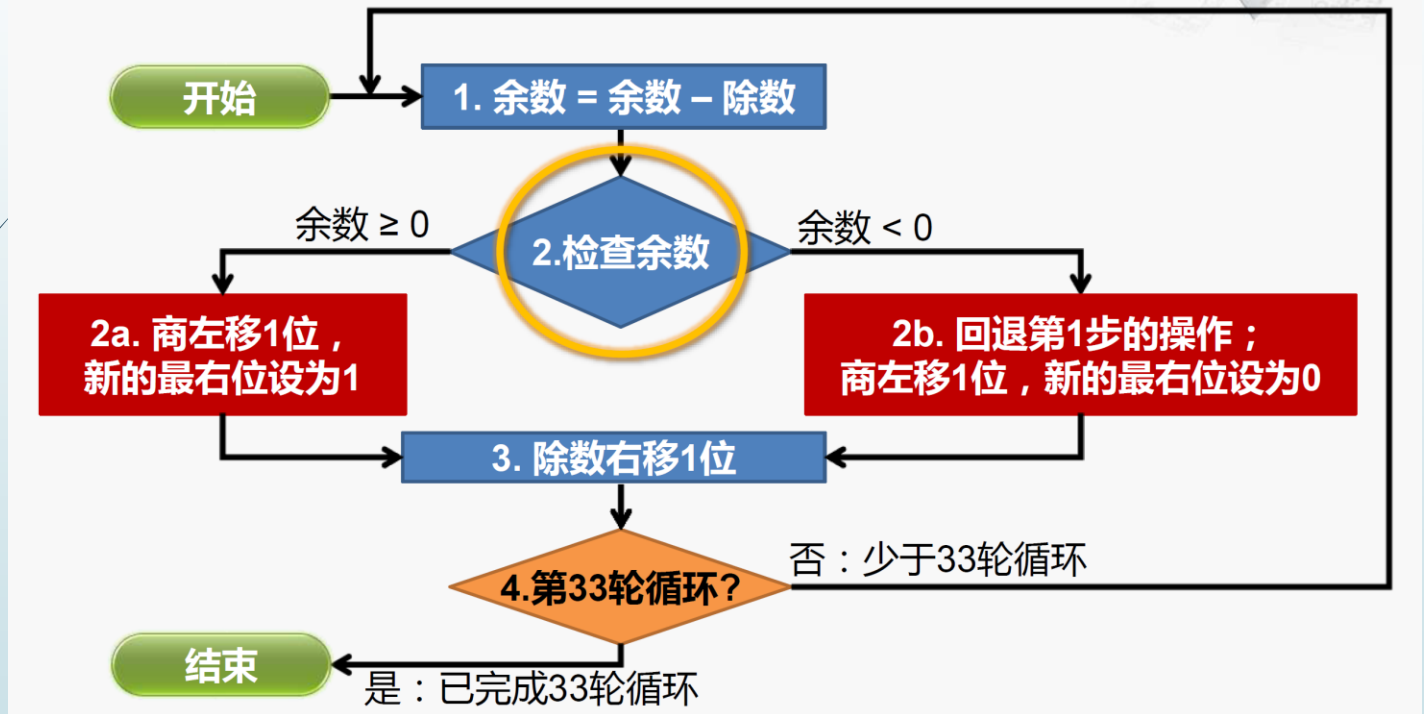 开始
1. 余数 = 余数 – 除数
2.检查余数
余数 ≥ 0
余数 < 0
2a. 商左移1位，
新的最右位设为1
2b. 回退第1步的操作；
商左移1位，新的最右位设为0
3. 除数右移1位
4.第33轮循环?
否：少于33轮循环
结束
是：已完成33轮循环